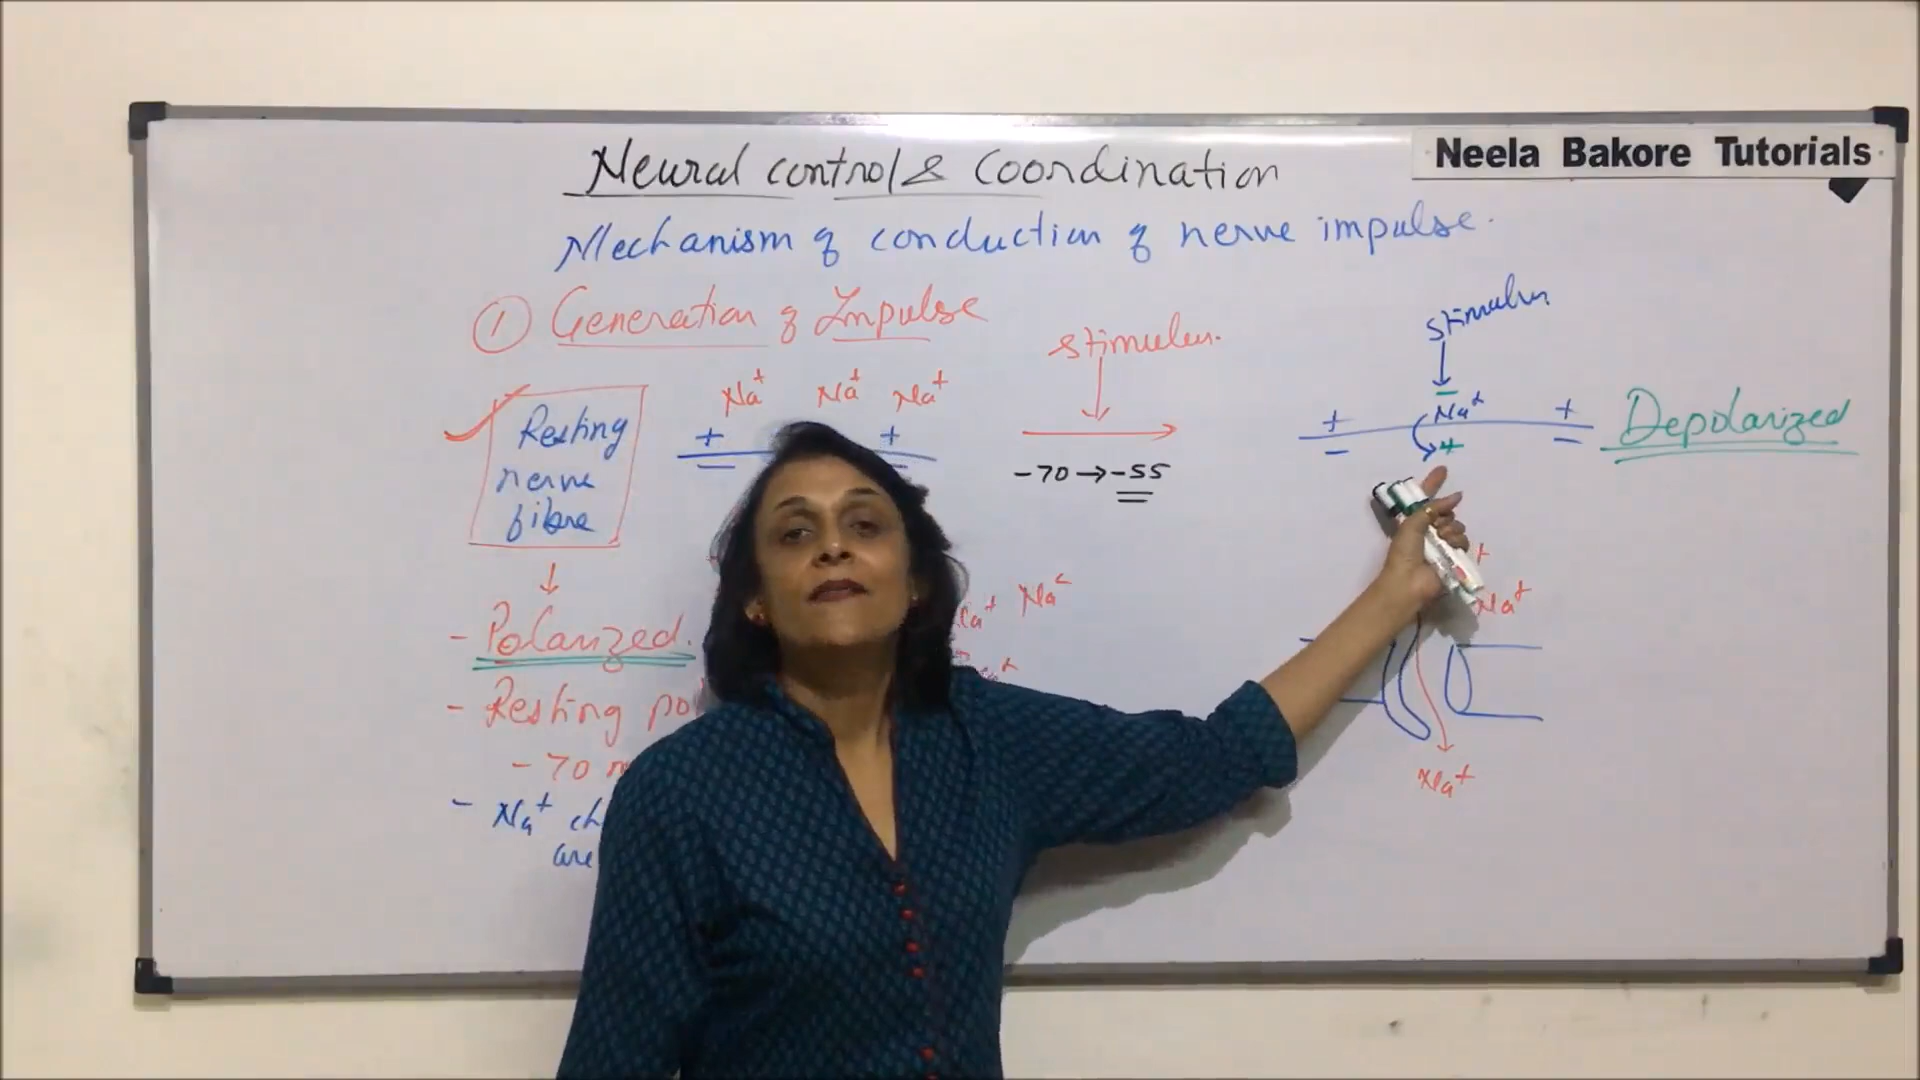 Neela Bakore Tutorials
Neural control & Coordination
Mechanism of conduction of nerve impulse.
① Generation of Impulse
stimulus.
stimulus
Na+ Na+ Na+
Resting
nerve
fibre
+ +
-70 → -55
+ Na+ +
- + -
Depolarized
Na+
Na+
- Polarized.
- Resting
- 70
- Na+
are
Na+